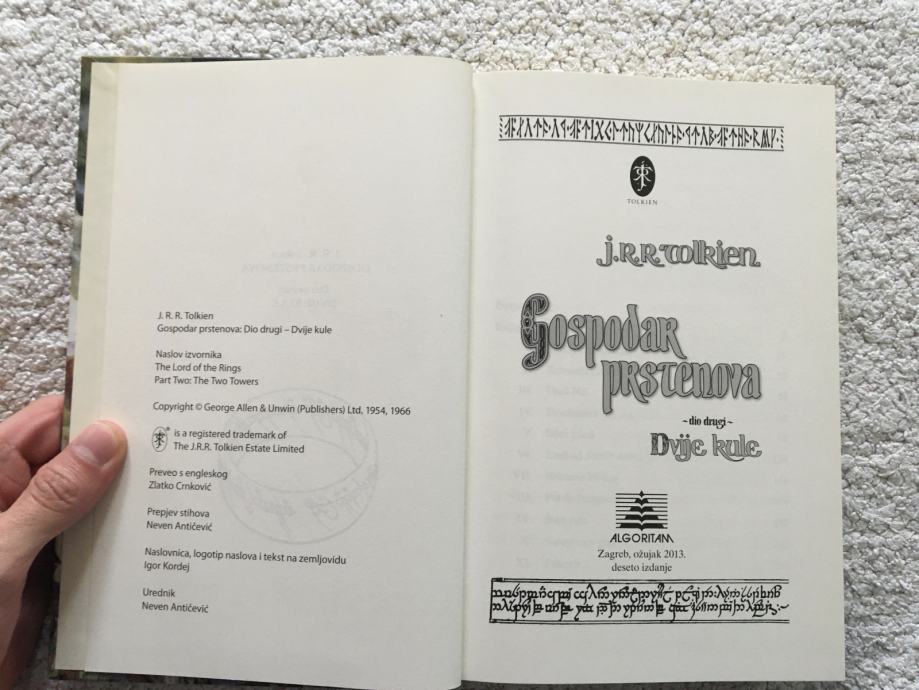 J. R. R. Tolkien
Gospodar prstenova: Dio drugi – Dvije kule
Naslov izvornika
The Lord of the Rings
Part Two: The Two Towers
Copyright © George Allen & Unwin (Publishers) Ltd, 1954, 1966
® is a registered trademark of
The J.R.R. Tolkien Estate Limited
Preveo s engleskog
Zlatko Crnković
Prepjev stihova
Neven Antičević
Naslovnica, logotip naslova i tekst na zemljovidu
Igor Kordej
Urednik
Neven Antičević
TOLKIEN
j.R.R. tolkien
Gospodar
prstenova
~ dio drugi ~
Dvije kule
ALGORITAM
Zagreb, ožujak 2013.
deseto izdanje